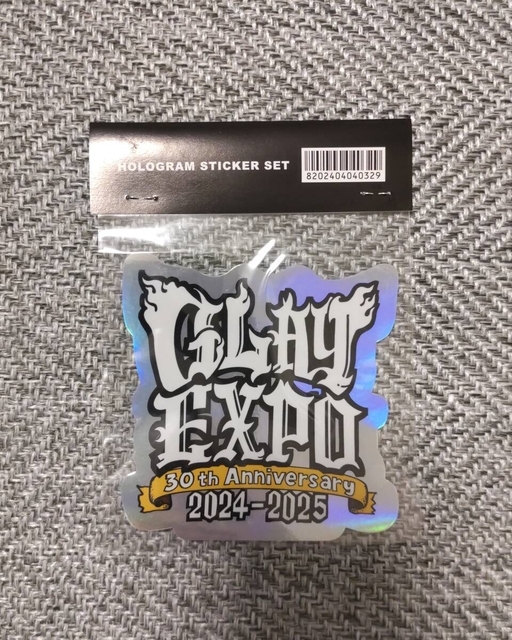 HOLOGRAM STICKER SET
8202404040329
GLAY
EXPO
30th Anniversary
2024-2025